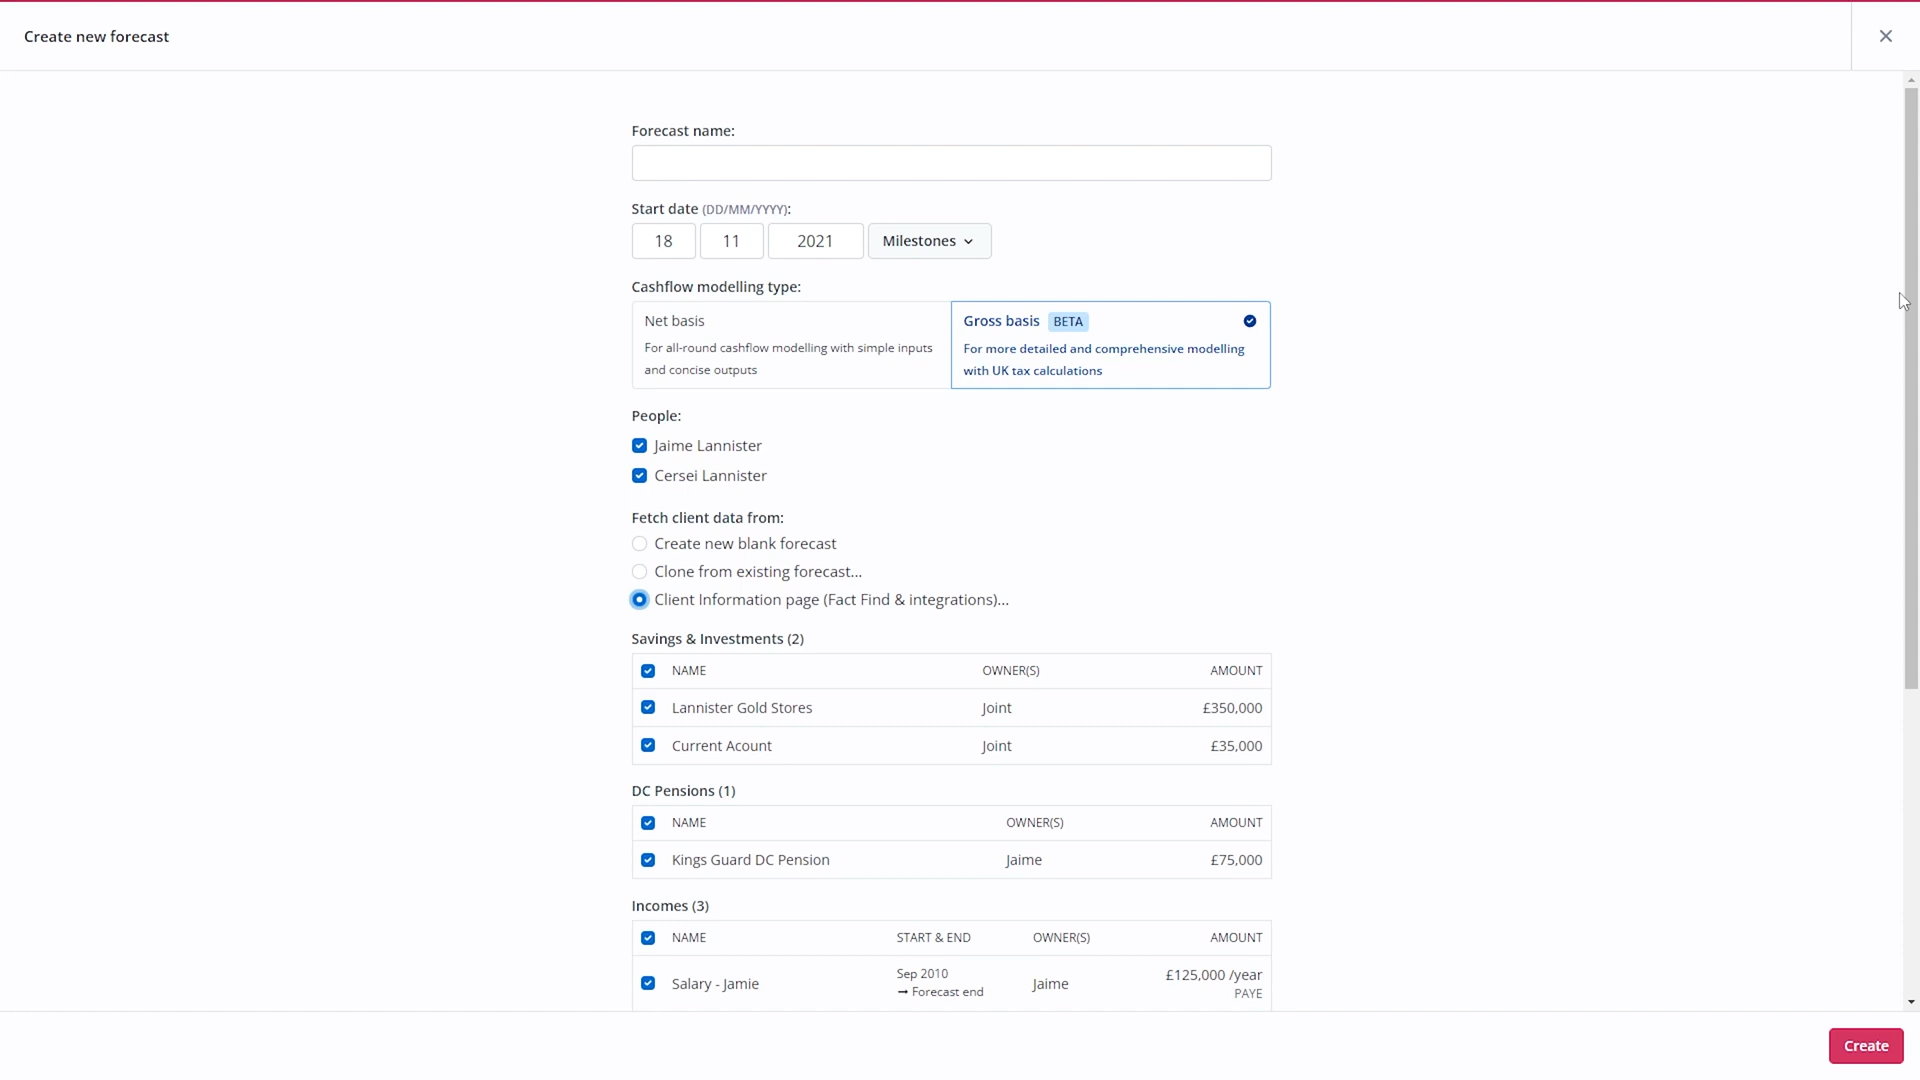 Create new forecast
Forecast name:
Start date (DD/MM/YYYY):
18 11 2021 Milestones
Cashflow modelling type:
Net basis
For all-round cashflow modelling with simple inputs
and concise outputs
Gross basis BETA
For more detailed and comprehensive modelling
with UK tax calculations
People:
Jaime Lannister
Cersei Lannister
Fetch client data from:
Create new blank forecast
Clone from existing forecast...
Client Information page (Fact Find & integrations)...
Savings & Investments (2)
NAME OWNER(S) AMOUNT
Lannister Gold Stores Joint £350,000
Current Acount Joint £35,000
DC Pensions (1)
NAME OWNER(S) AMOUNT
Kings Guard DC Pension Jaime £75,000
Incomes (3)
NAME START & END OWNER(S) AMOUNT
Salary - Jamie Sep 2010 → Forecast end Jaime £125,000 /year PAYE
Create